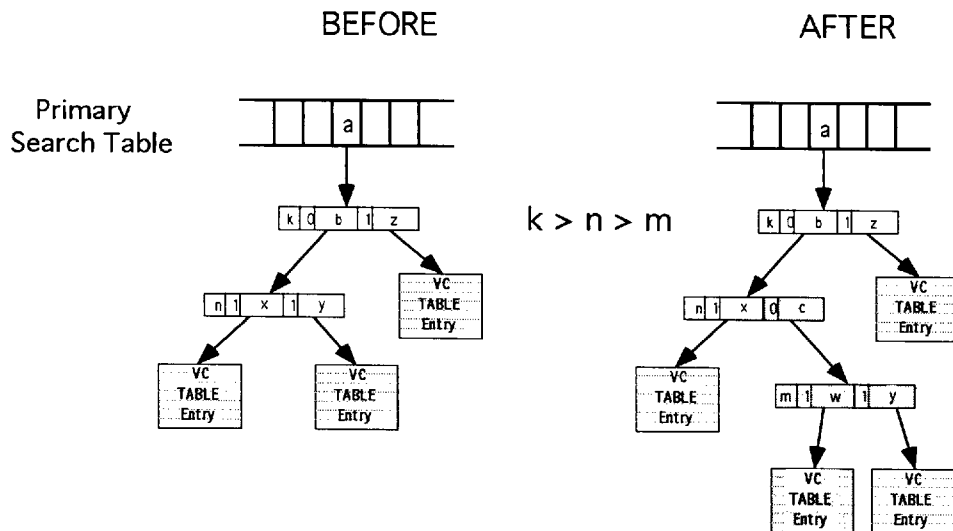 BEFORE
AFTER
Primary
Search Table
a
a
k 0 b 1 z
k > n > m
k 0 b 1 z
VC
TABLE
Entry
VC
TABLE
Entry
n 1 x 1 y
n 1 x 0 c
VC
TABLE
Entry
VC
TABLE
Entry
VC
TABLE
Entry
m 1 w 1 y
VC
TABLE
Entry
VC
TABLE
Entry